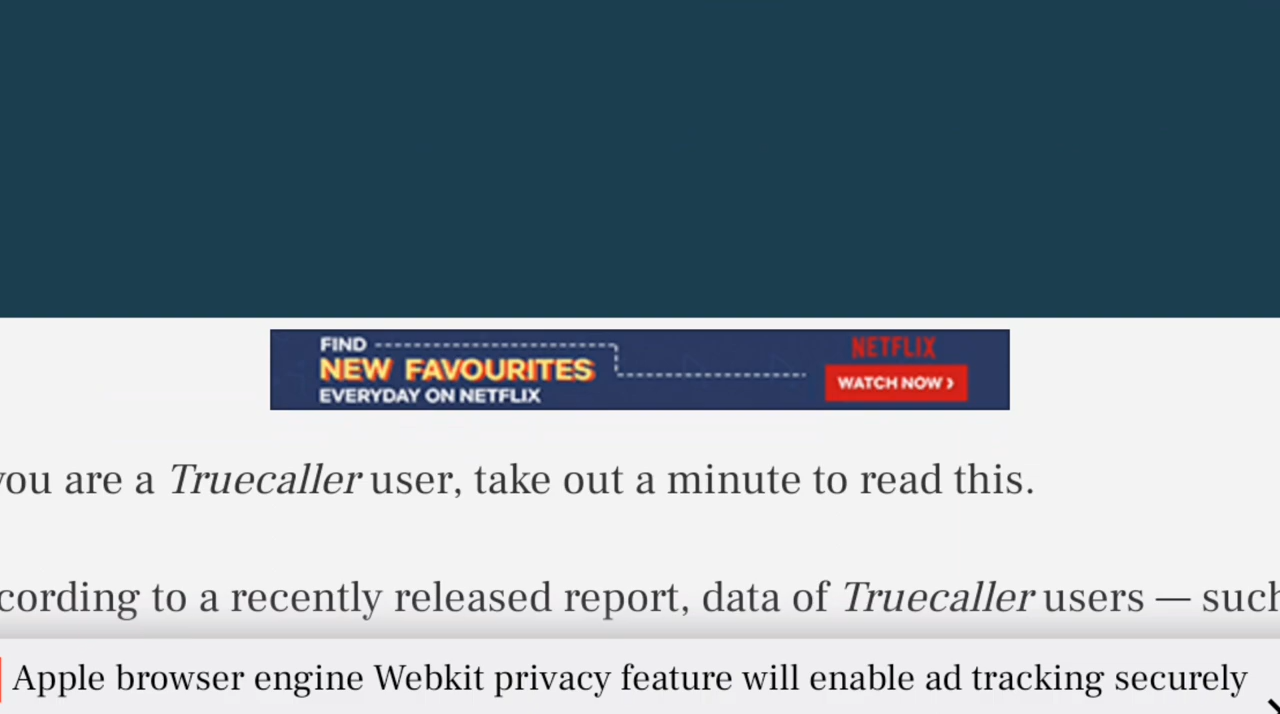 FIND
NEW FAVOURITES
EVERYDAY ON NETFLIX
NETFLIX
WATCH NOW ›
you are a Truecaller user, take out a minute to read this.
cording to a recently released report, data of Truecaller users — such
Apple browser engine Webkit privacy feature will enable ad tracking securely